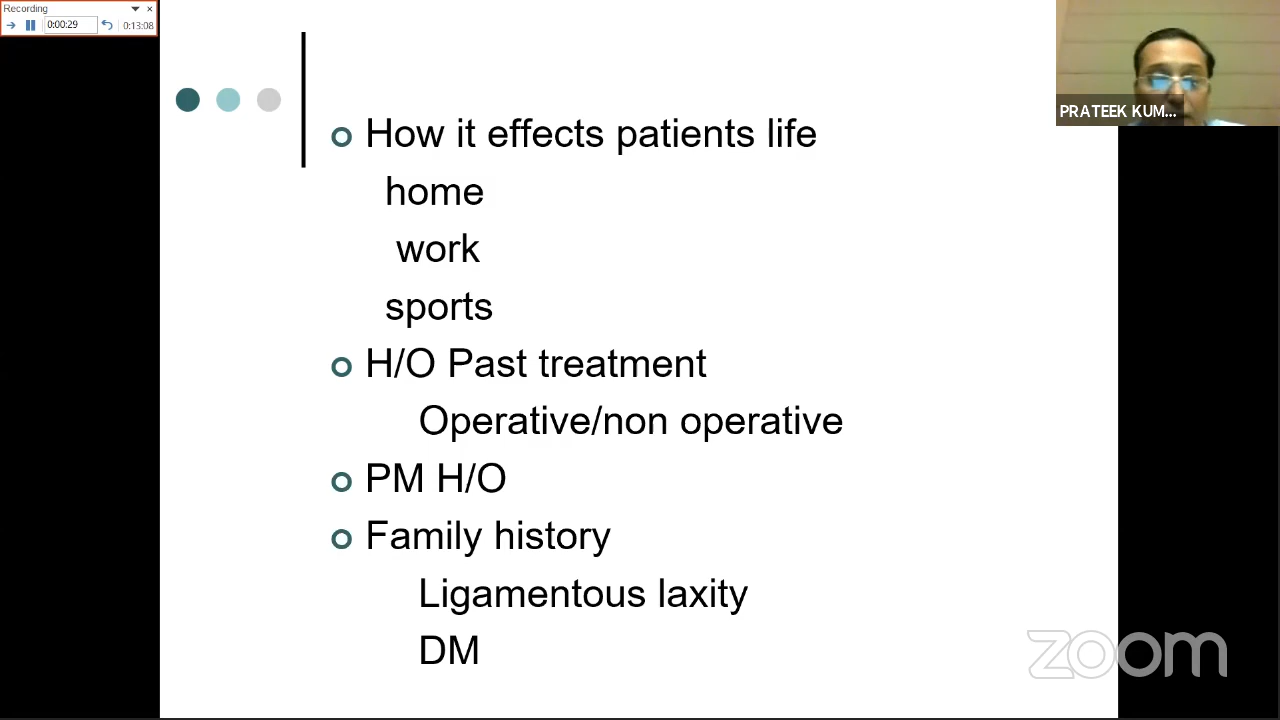 Recording
0:00:29
0:13:08
PRATEEK KUM...
How it effects patients life
home
work
sports
H/O Past treatment
Operative/non operative
PM H/O
Family history
Ligamentous laxity
DM
zoom